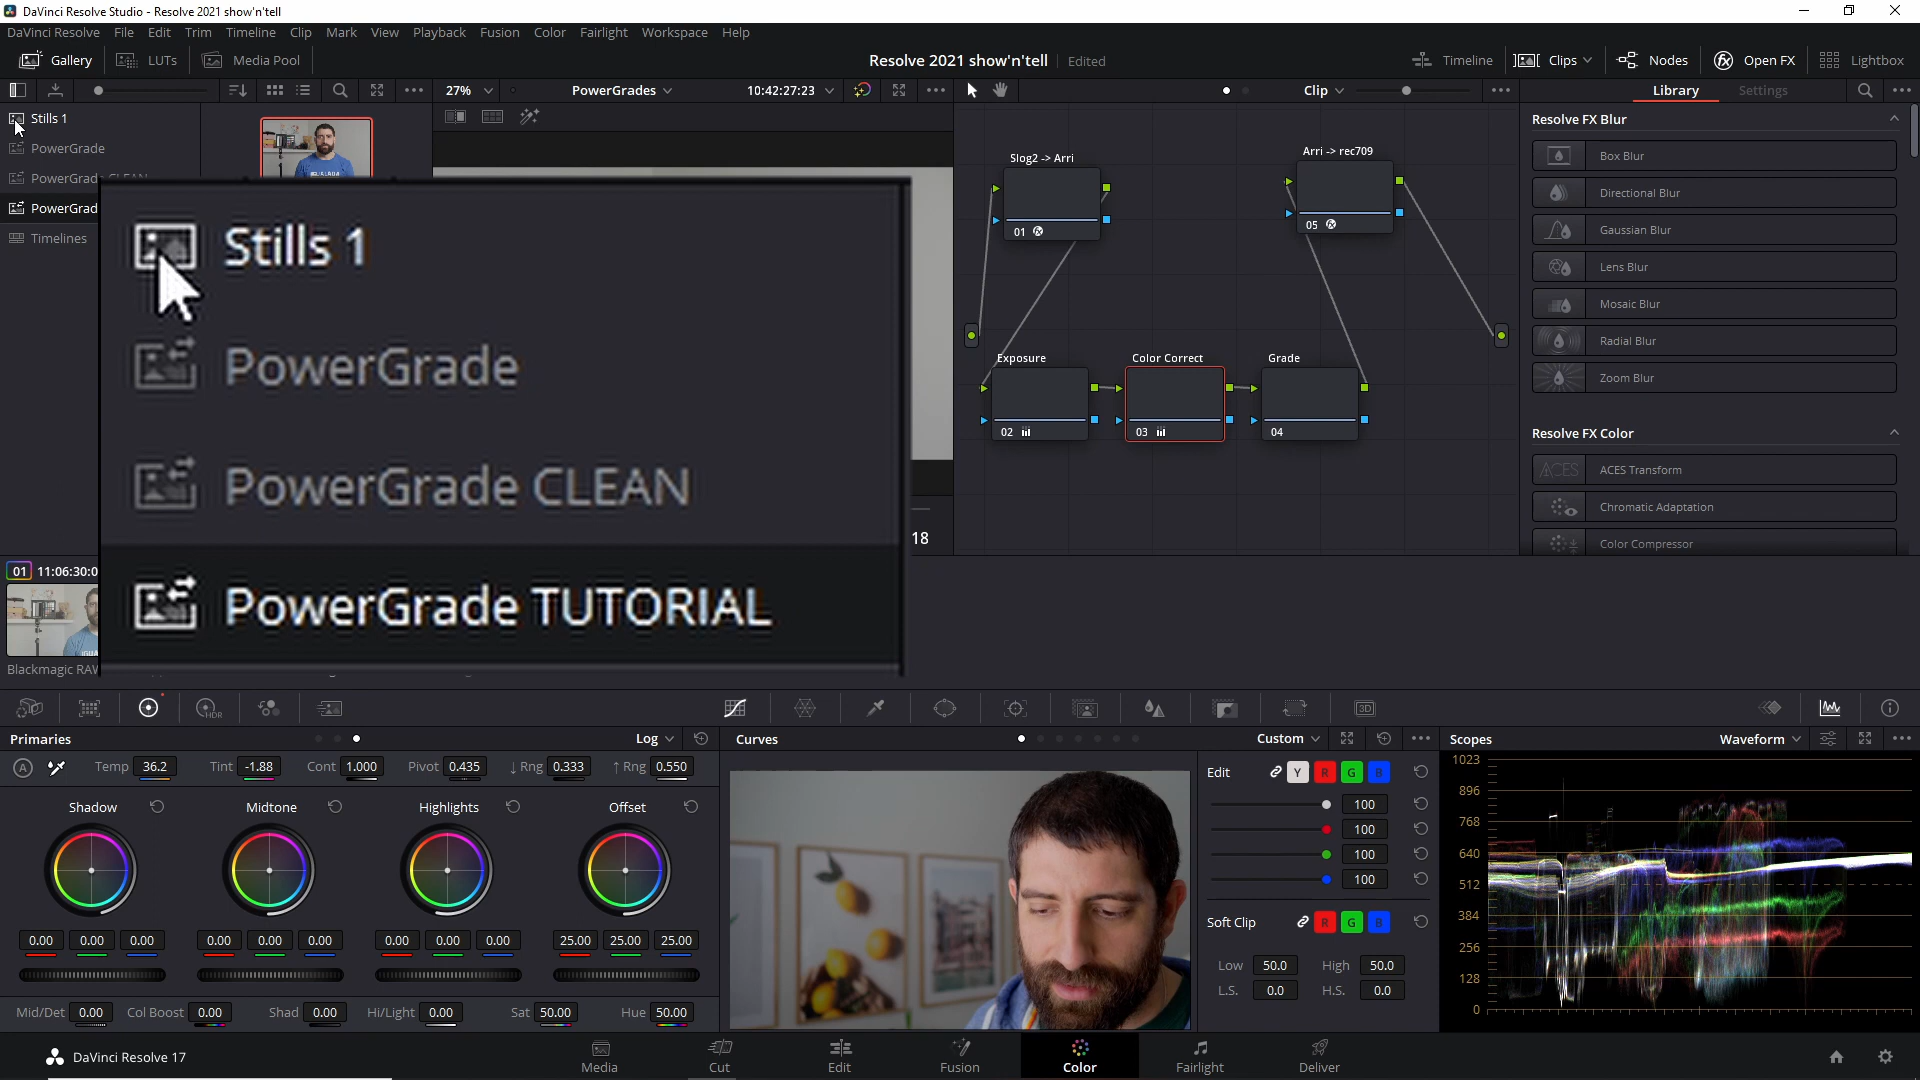 DaVinci Resolve Studio - Resolve 2021 show'n'tell
DaVinci Resolve File Edit Trim Timeline Clip Mark View Playback Fusion Color Fairlight Workspace Help
Gallery LUTs Media Pool Resolve 2021 show'n'tell Edited Timeline Clips Nodes Open FX Lightbox
27% PowerGrades 10:42:27:23 Clip Library Settings
Stills 1
PowerGrade
PowerGrade CLEAN
PowerGrad
Timelines
Stills 1
PowerGrade
PowerGrade CLEAN
PowerGrade TUTORIAL
18
Slog2 -> Arri
01
Arri -> rec709
05
Exposure
02
Color Correct
03
Grade
04
Resolve FX Blur
Box Blur
Directional Blur
Gaussian Blur
Lens Blur
Mosaic Blur
Radial Blur
Zoom Blur
Resolve FX Color
ACES ACES Transform
Chromatic Adaptation
Color Compressor
01 11:06:30:0
Blackmagic RAW
HDR
3D
Primaries Log
A Temp 36.2 Tint -1.88 Cont 1.000 Pivot 0.435 ↓ Rng 0.333 ↑ Rng 0.550
Shadow Midtone Highlights Offset
0.00 0.00 0.00 0.00 0.00 0.00 0.00 0.00 0.00 25.00 25.00 25.00
Mid/Det 0.00 Col Boost 0.00 Shad 0.00 Hi/Light 0.00 Sat 50.00 Hue 50.00
Curves Custom
Edit Y R G B
100
100
100
100
Soft Clip R G B
Low 50.0 High 50.0
L.S. 0.0 H.S. 0.0
Scopes Waveform
1023
896
768
640
512
384
256
128
0
DaVinci Resolve 17 Media Cut Edit Fusion Color Fairlight Deliver